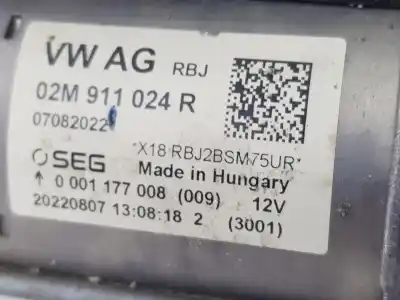 VW AG RBJ
02M 911 024 R
07082022
*X18 RBJ2BSM75UR*
SEG Made in Hungary
↑ 0 001 177 008 (009) 12V
20220807 13:08:18 2 (3001)